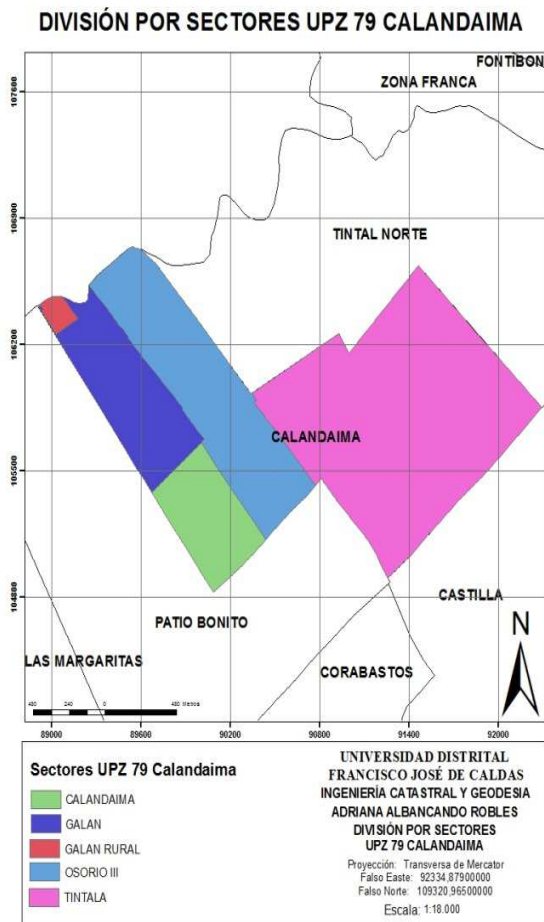 DIVISIÓN POR SECTORES UPZ 79 CALANDAIMA
FONTIBON
ZONA FRANCA
TINTAL NORTE
CALANDAIMA
CASTILLA
PATIO BONITO
LAS MARGARITAS
CORABASTOS
N
107600
106900
106200
105500
104800
480 240 0 480 Metros
89000 89600 90200 90800 91400 92000
Sectores UPZ 79 Calandaima
CALANDAIMA
GALAN
GALAN RURAL
OSORIO III
TINTALA
UNIVERSIDAD DISTRITAL
FRANCISCO JOSÉ DE CALDAS
INGENIERÍA CATASTRAL Y GEODESIA
ADRIANA ALBANCANDO ROBLES
DIVISIÓN POR SECTORES
UPZ 79 CALANDAIMA
Proyección: Transversa de Mercator
Falso Easte: 92334,87900000
Falso Norte: 109320,96500000
Escala: 1:18.000